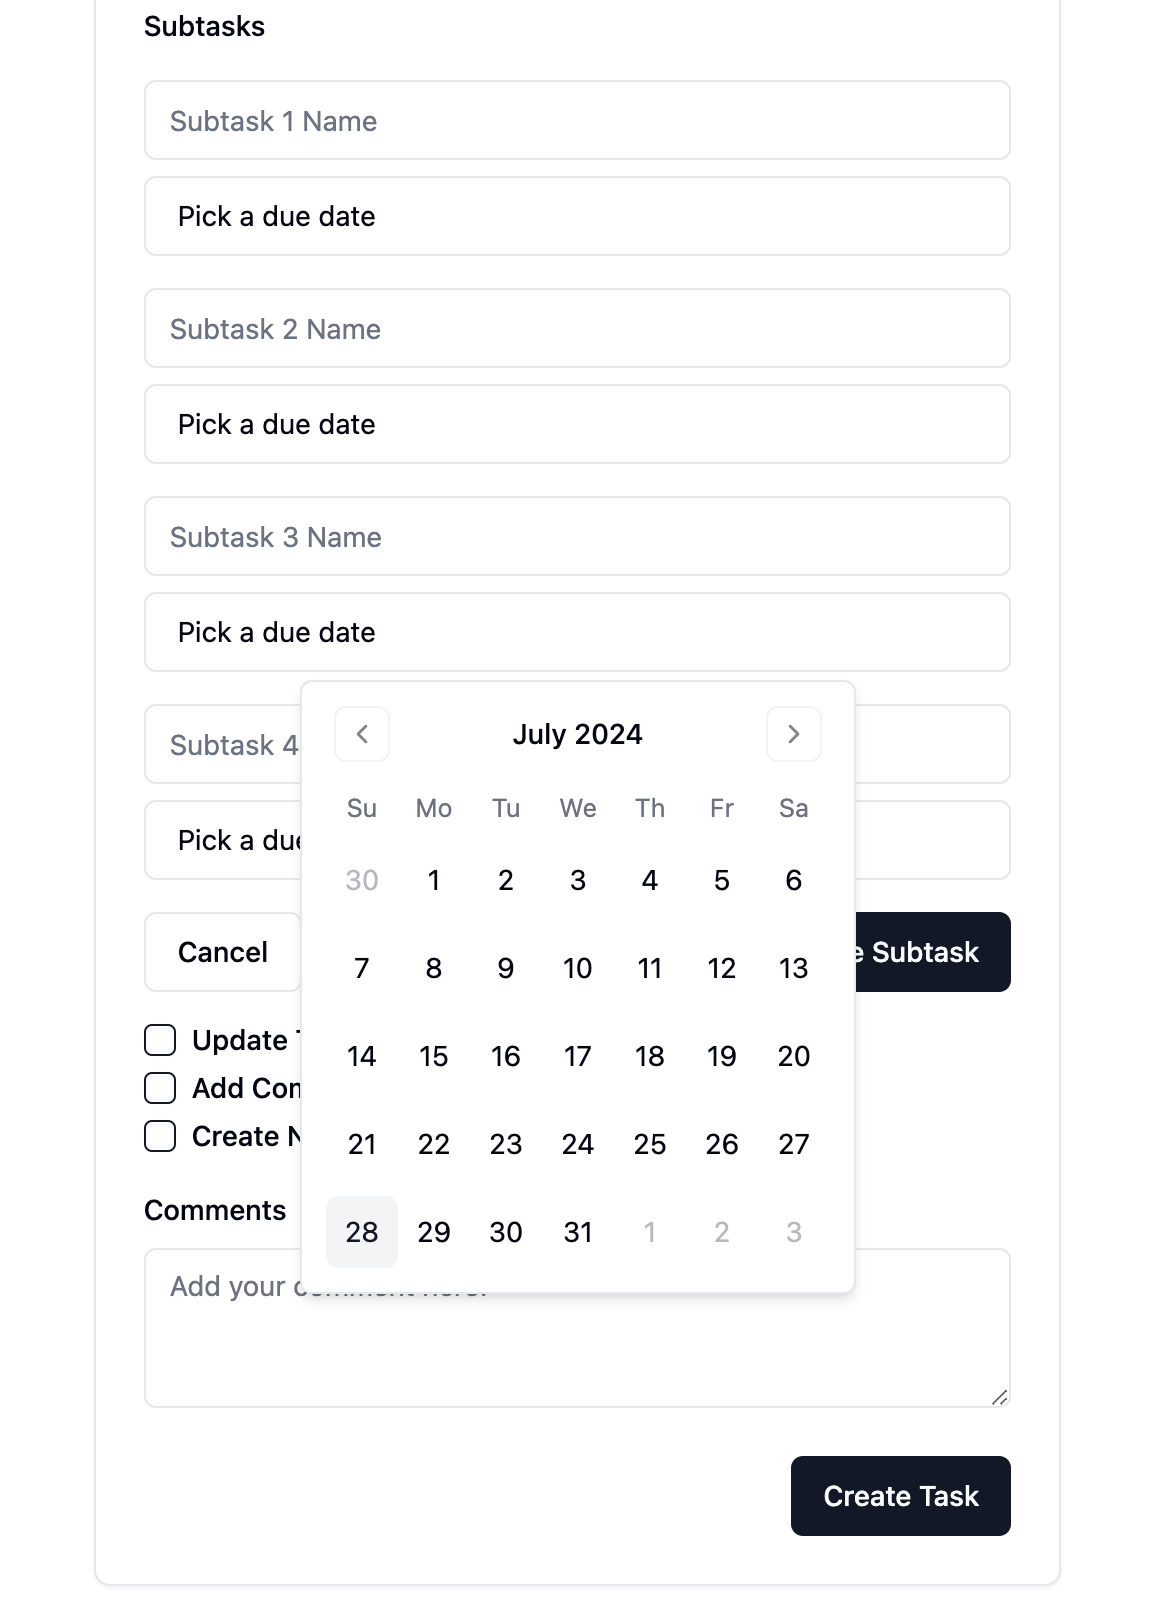 Subtasks
Subtask 1 Name
Pick a due date
Subtask 2 Name
Pick a due date
Subtask 3 Name
Pick a due date
Subtask 4
Pick a due
July 2024
Su Mo Tu We Th Fr Sa
30 1 2 3 4 5 6
7 8 9 10 11 12 13
14 15 16 17 18 19 20
21 22 23 24 25 26 27
28 29 30 31 1 2 3
Cancel
Subtask
Update
Add
Create
Comments
Add your
Create Task